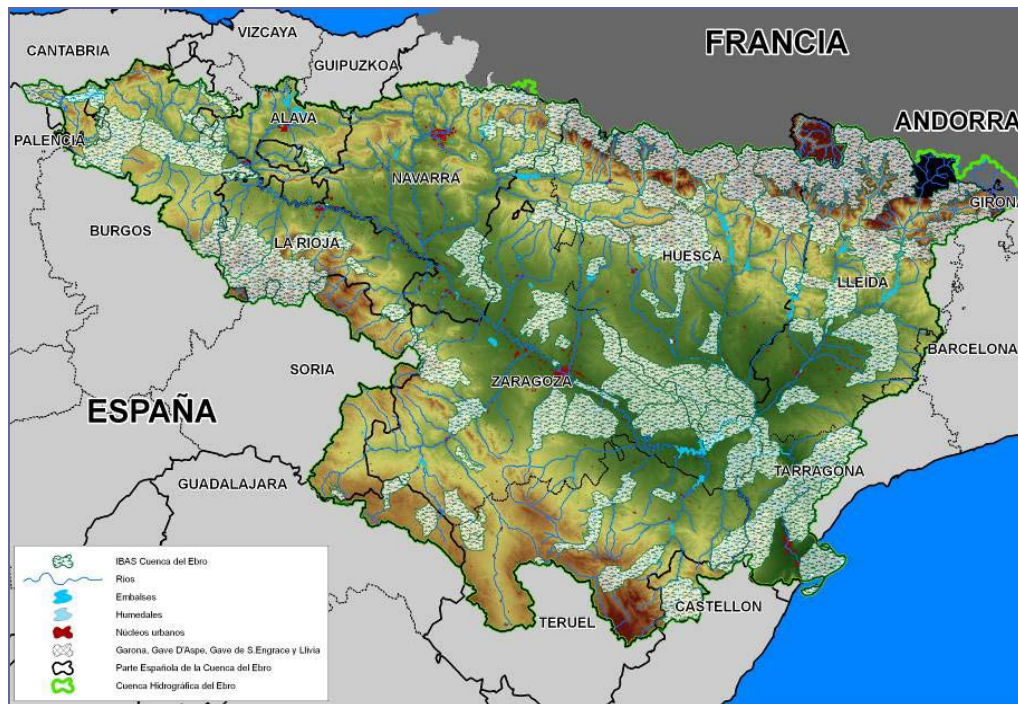 VIZCAYA
CANTABRIA
GUIPUZKOA
FRANCIA
ALAVA
ANDORRA
PALENCIA
NAVARRA
GIRONA
BURGOS
LA RIOJA
HUESCA
LLEIDA
BARCELONA
SORIA
ZARAGOZA
ESPAÑA
TARRAGONA
GUADALAJARA
CASTELLON
TERUEL
IBAS Cuenca del Ebro
Rios
Embalses
Humedales
Núcleos urbanos
Garona, Gave D'Aspe, Gave de S.Engrace y Llivia
Parte Española de la Cuenca del Ebro
Cuenca Hidrográfica del Ebro